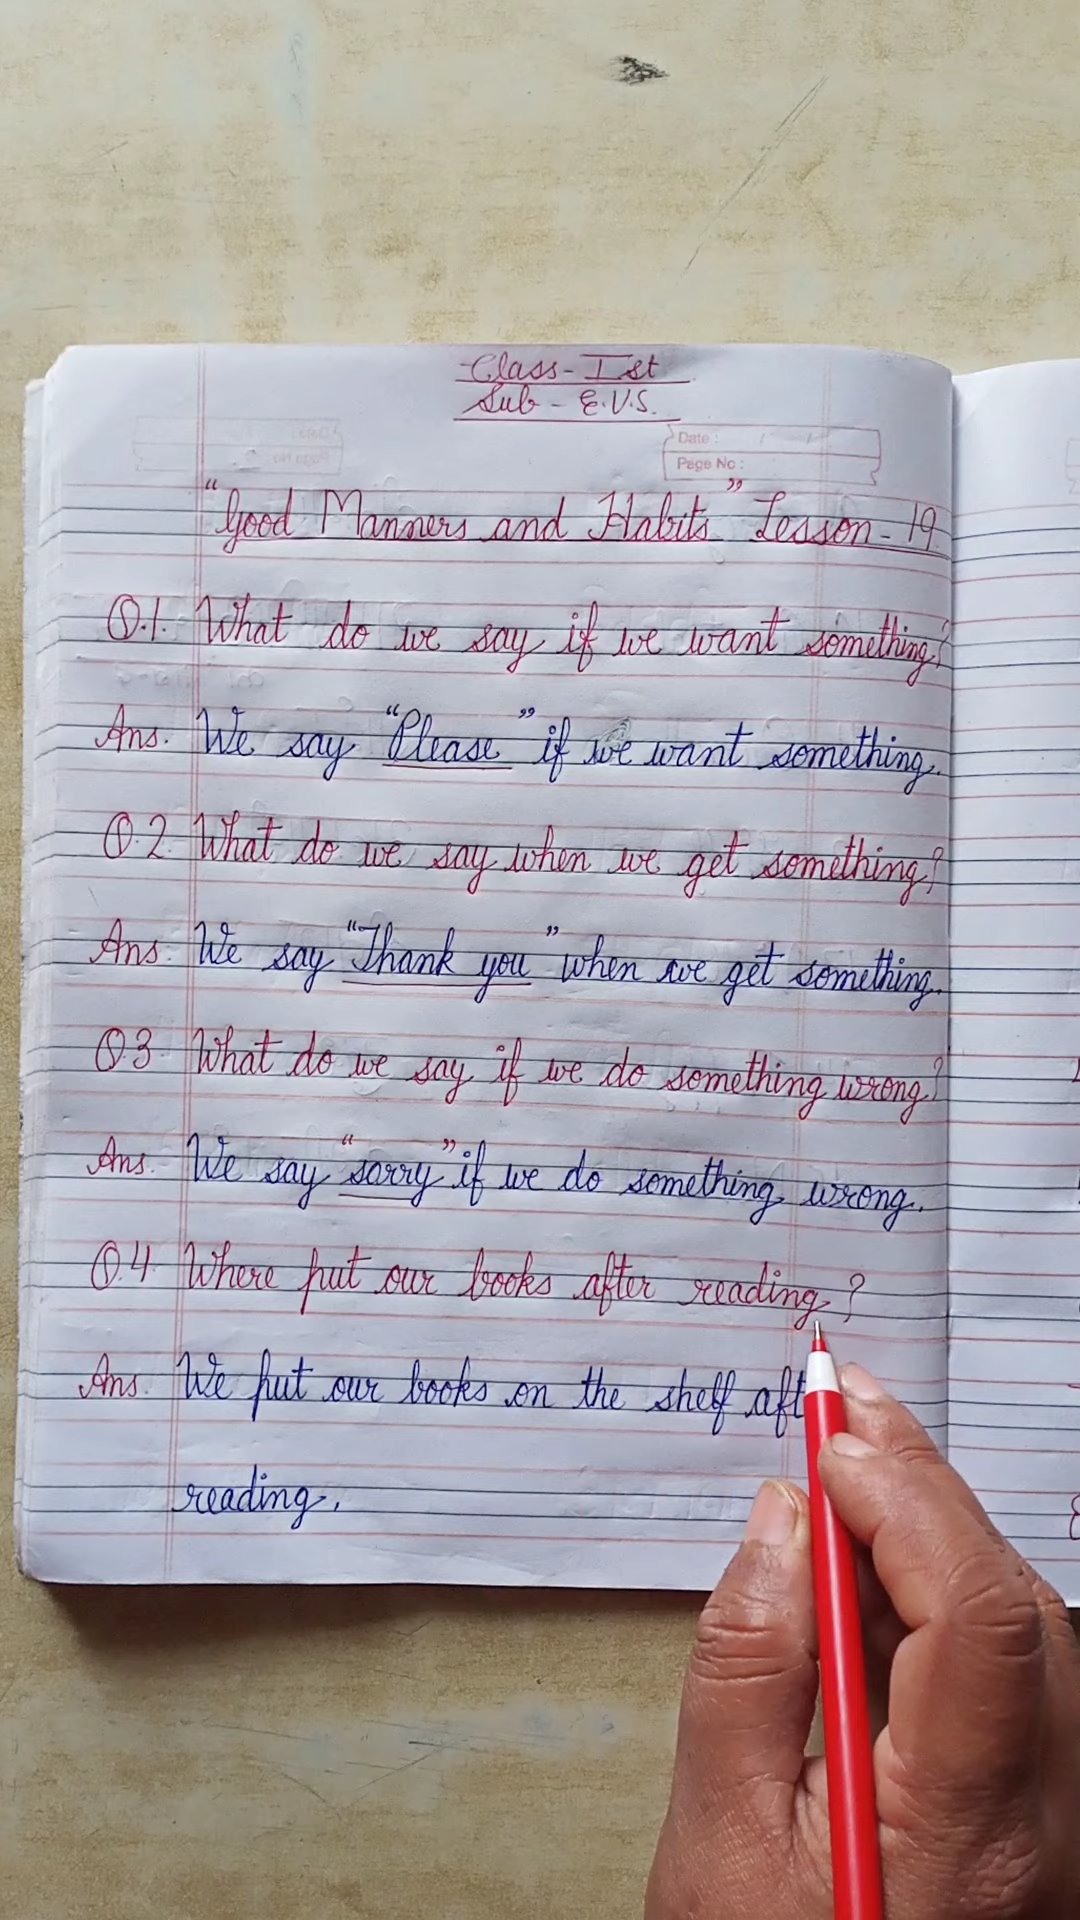 Class - Ist
Sub - E.V.S.
Date : / /
Page No :
"Good Manners and Habits" Lesson - 19
Q.1. What do we say if we want something?
Ans. We say "Please" if we want something.
Q.2 What do we say when we get something?
Ans. We say "Thank you" when we get something.
Q.3 What do we say if we do something wrong?
Ans. We say "sorry" if we do something wrong.
Q.4. Where put our books after reading?
Ans. We put our books on the shelf aft
reading.